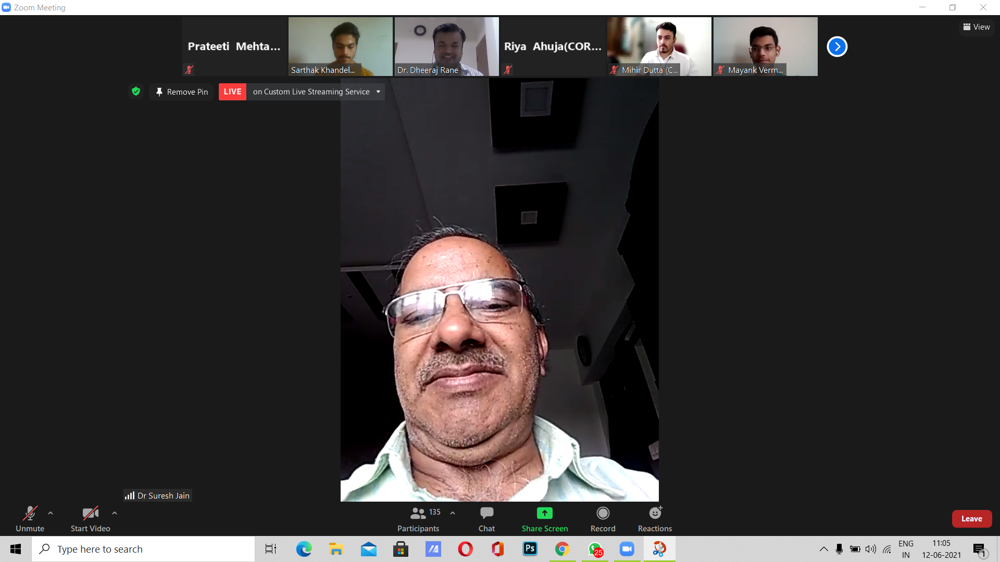 Zoom Meeting
View
Prateeti Mehta...
Sarthak Khandel...
Dr. Dheeraj Rane
Riya Ahuja(COR...
Mihir Dutta (C...
Mayank Verm...
Remove Pin
LIVE on Custom Live Streaming Service
Dr Suresh Jain
Unmute
Start Video
135
Participants
Chat
Share Screen
Record
Reactions
Leave
Type here to search
Ps
25
ENG
IN
11:05
12-06-2021
1